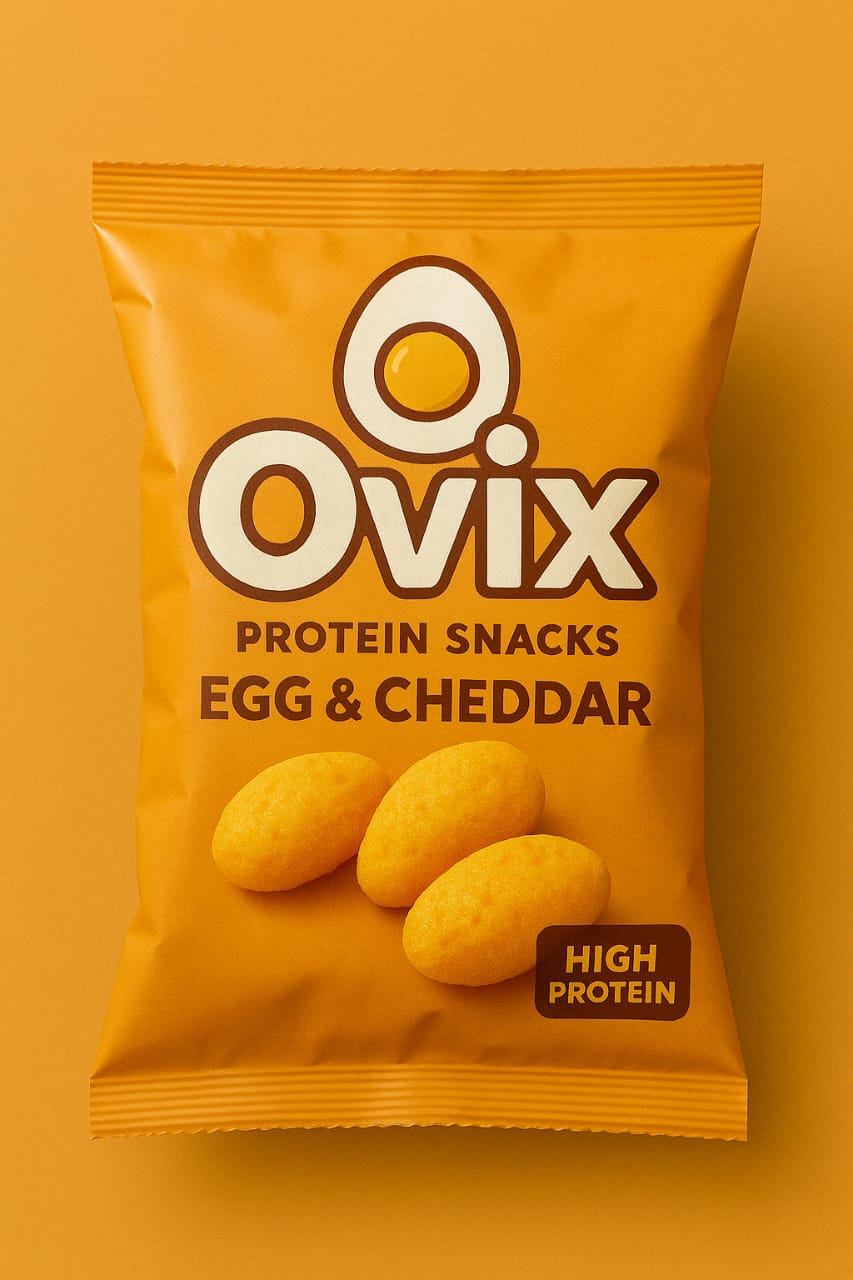 Ovix
PROTEIN SNACKS
EGG & CHEDDAR
HIGH
PROTEIN